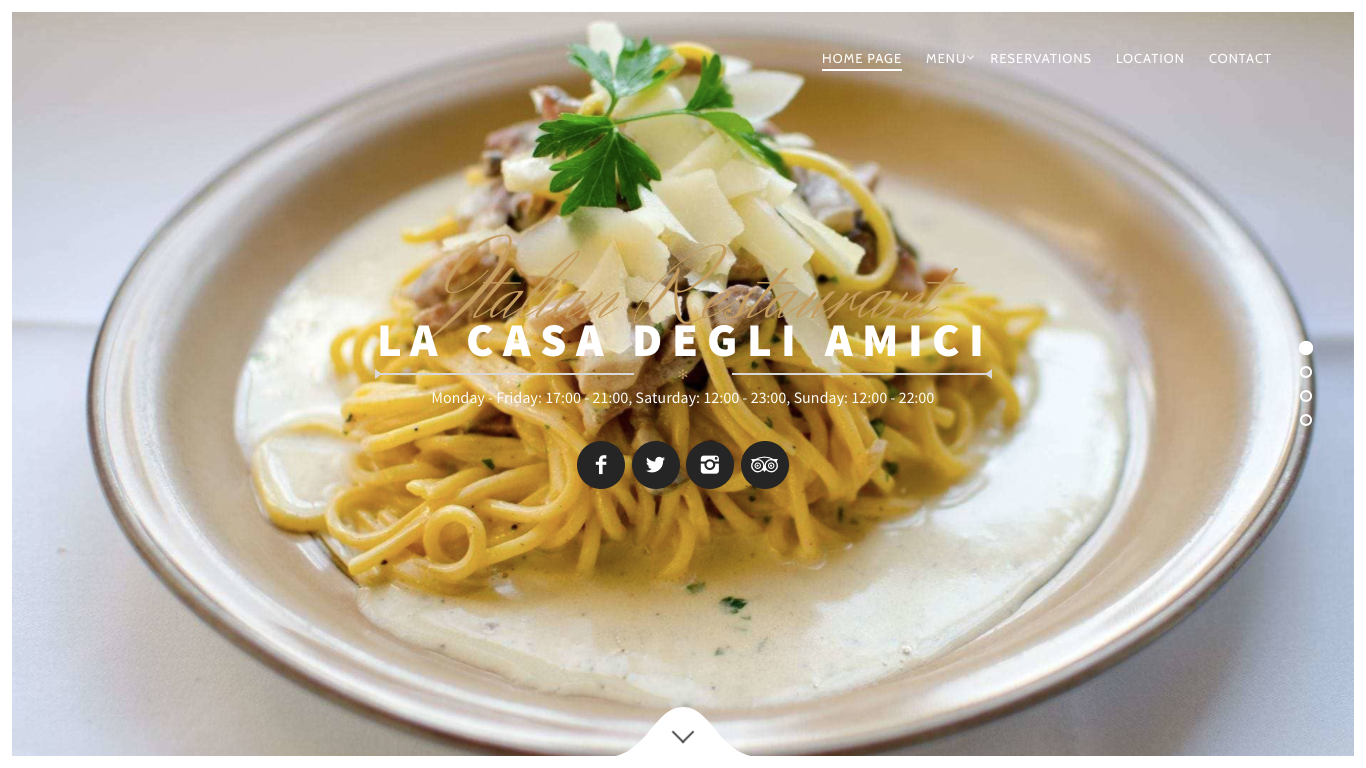 HOME PAGE MENU RESERVATIONS LOCATION CONTACT
Italian Restaurant
LA CASA DEGLI AMICI
Monday - Friday: 17:00 - 21:00, Saturday: 12:00 - 23:00, Sunday: 12:00 - 22:00